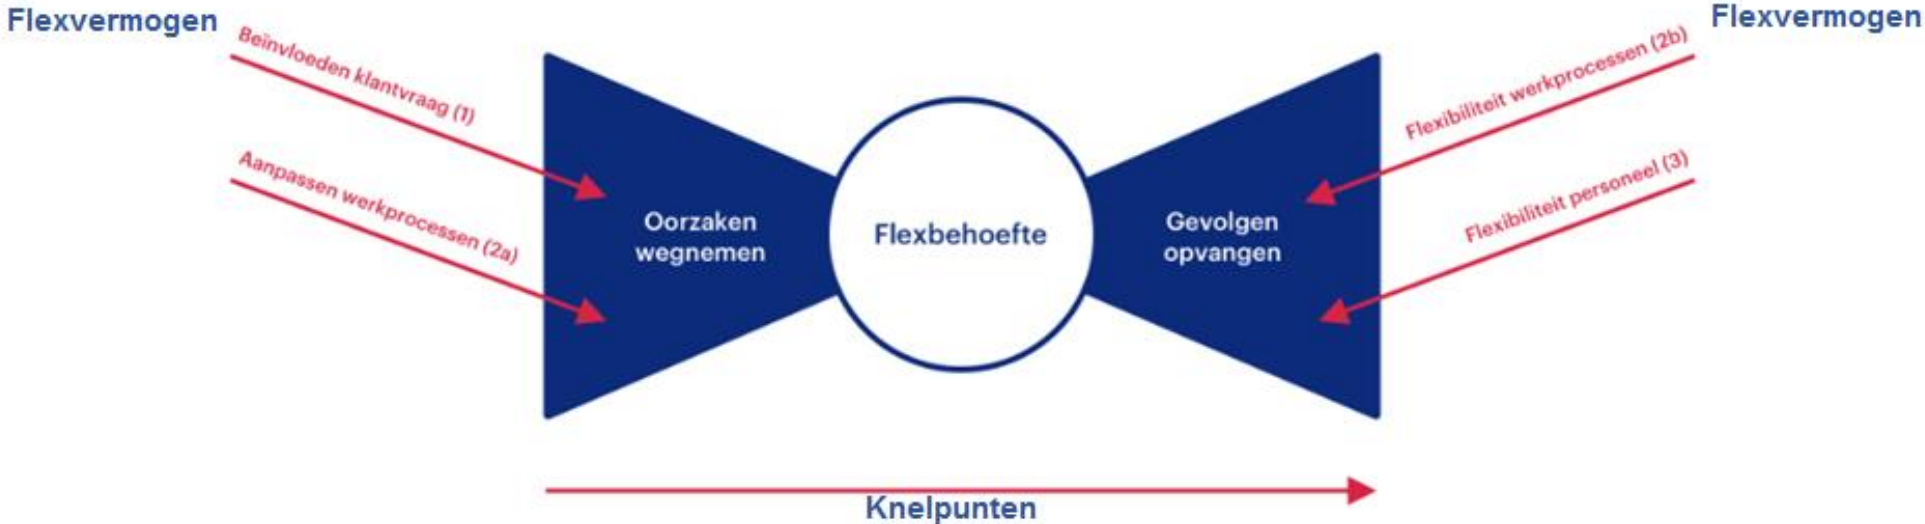 Flexvermogen
Flexvermogen
Beïnvloeden klantvraag (1)
Aanpassen werkprocessen (2a)
Oorzaken
wegnemen
Flexbehoefte
Gevolgen
opvangen
Flexibiliteit werkprocessen (2b)
Flexibiliteit personeel (3)
Knelpunten